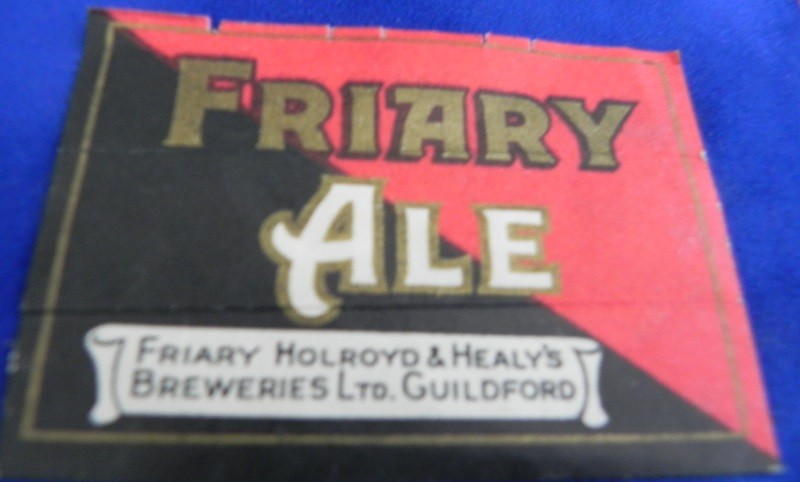 FRIARY
ALE
FRIARY HOLROYD & HEALY'S
BREWERIES LTD. GUILDFORD